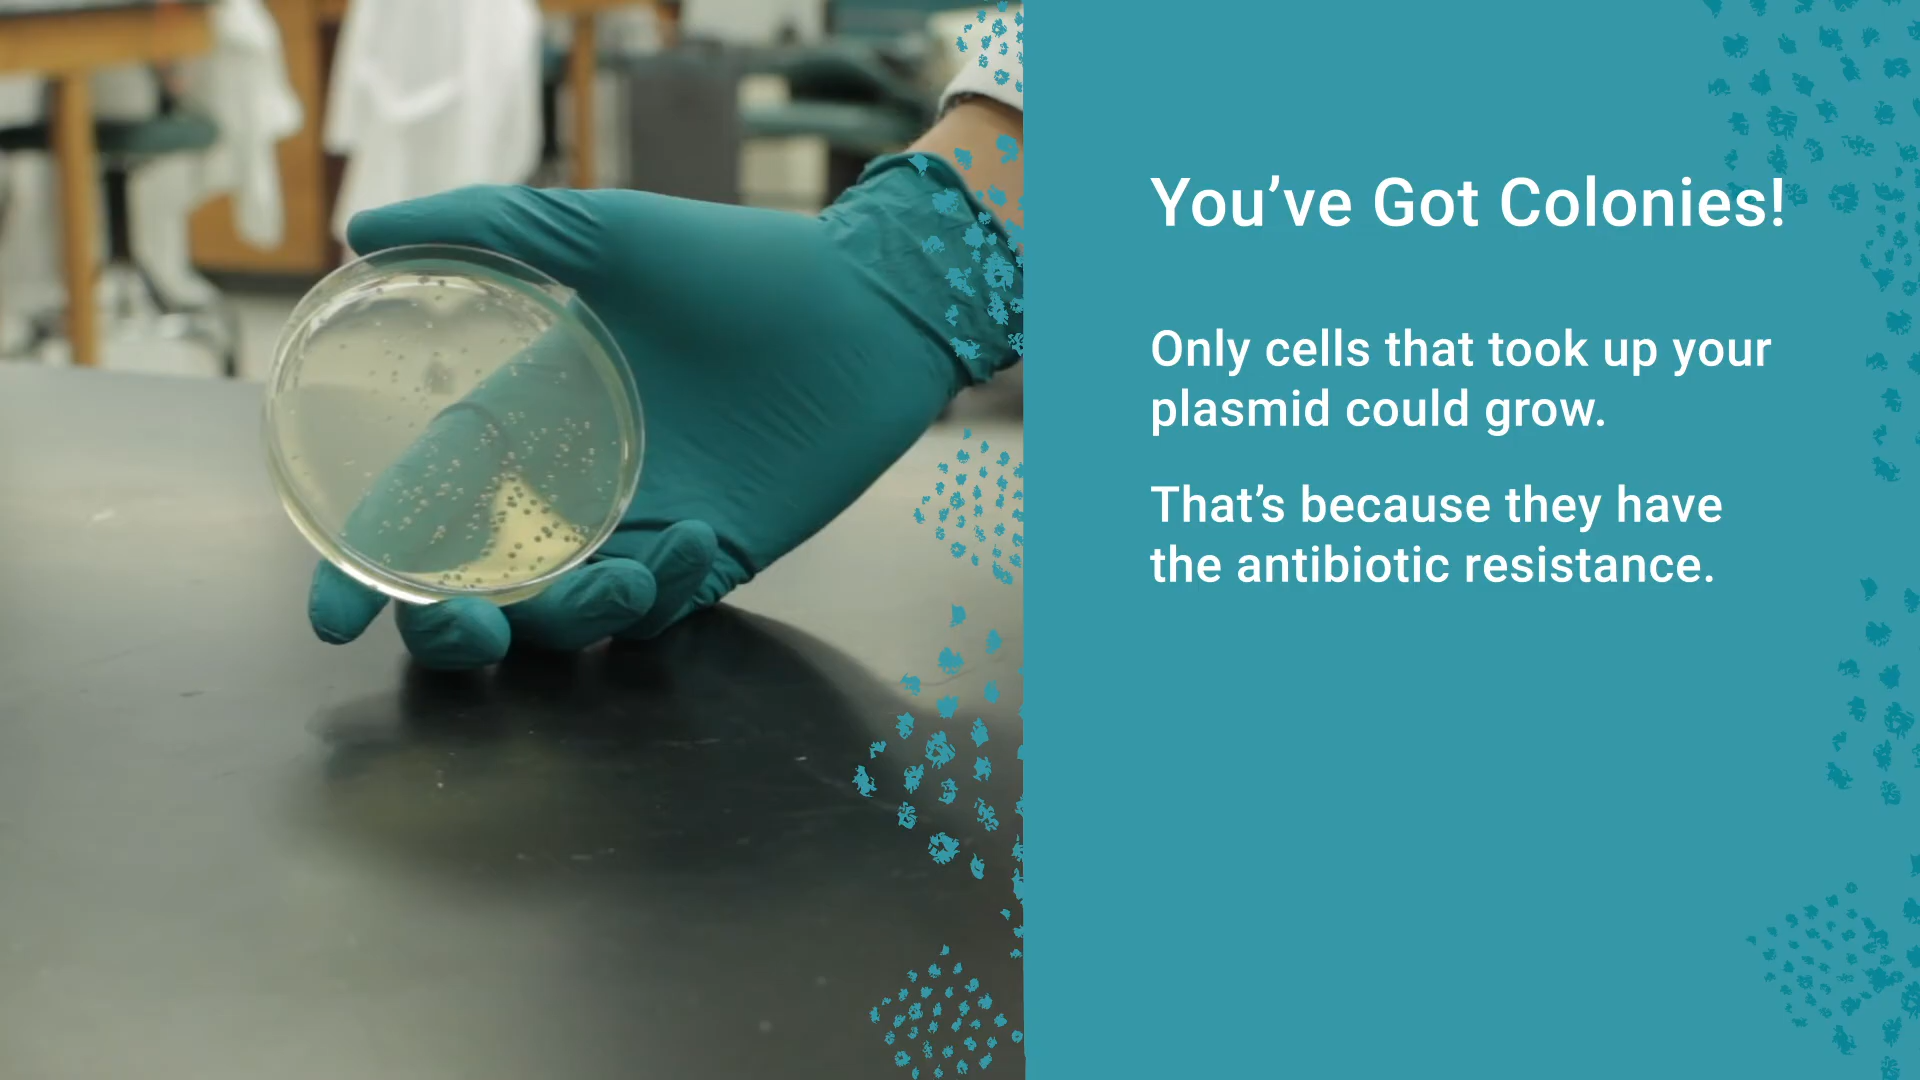 You’ve Got Colonies!
Only cells that took up your
plasmid could grow.
That’s because they have
the antibiotic resistance.